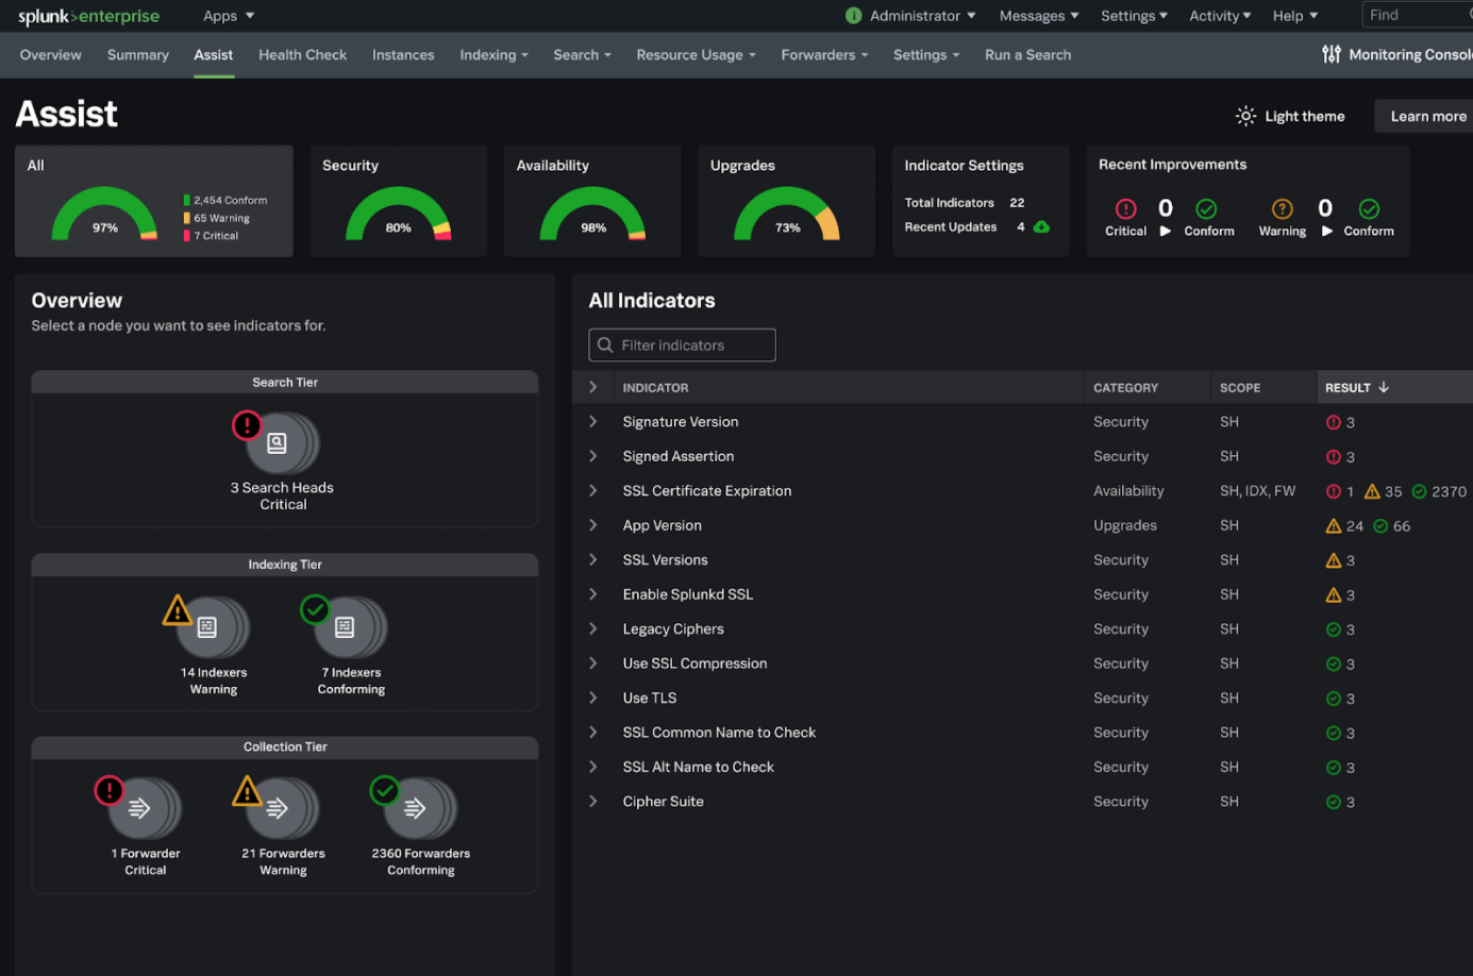 splunk>enterprise Apps Administrator Messages Settings Activity Help Find
Overview Summary Assist Health Check Instances Indexing Search Resource Usage Forwarders Settings Run a Search Monitoring Consol
Assist
Light theme Learn more
All
97%
2,454 Conform
65 Warning
7 Critical
Security
80%
Availability
98%
Upgrades
73%
Indicator Settings
Total Indicators 22
Recent Updates 4
Recent Improvements
0 0
Critical Conform Warning Conform
Overview
Select a node you want to see indicators for.
Search Tier
3 Search Heads
Critical
Indexing Tier
14 Indexers
Warning
7 Indexers
Conforming
Collection Tier
1 Forwarder
Critical
21 Forwarders
Warning
2360 Forwarders
Conforming
All Indicators
Filter indicators
INDICATOR CATEGORY SCOPE RESULT
Signature Version Security SH 3
Signed Assertion Security SH 3
SSL Certificate Expiration Availability SH, IDX, FW 1 35 2370
App Version Upgrades SH 24 66
SSL Versions Security SH 3
Enable Splunkd SSL Security SH 3
Legacy Ciphers Security SH 3
Use SSL Compression Security SH 3
Use TLS Security SH 3
SSL Common Name to Check Security SH 3
SSL Alt Name to Check Security SH 3
Cipher Suite Security SH 3